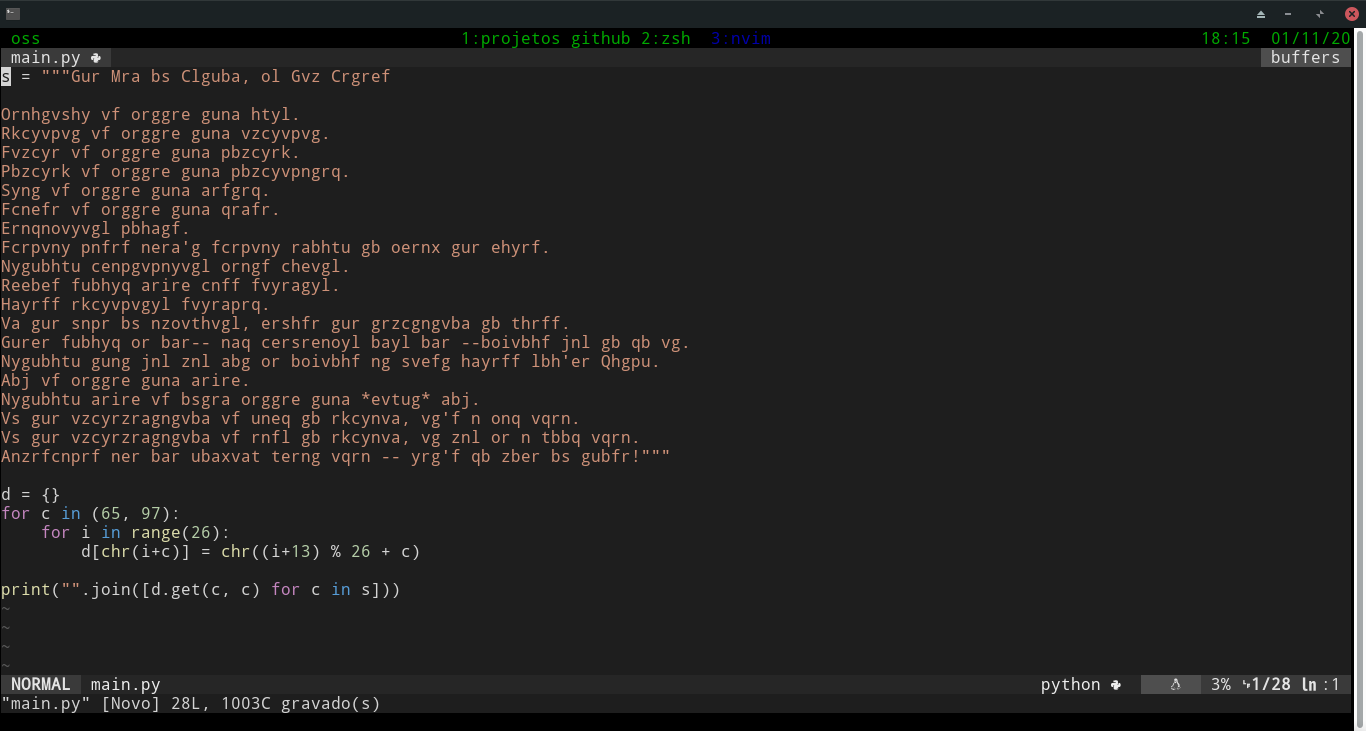 oss 1:projetos github 2:zsh 3:nvim 18:15 01/11/20
main.py buffers
s = """Gur Mra bs Clguba, ol Gvz Crgref
Ornhgvshy vf orggre guna htyl.
Rkcyvpvg vf orggre guna vzcyvpvg.
Fvzcyr vf orggre guna pbzcyrk.
Pbzcyrk vf orggre guna pbzcyvpngrq.
Syng vf orggre guna arfgrq.
Fcnefr vf orggre guna qrafr.
Ernqnovyvgl pbhagf.
Fcrpvny pnfrf nera'g fcrpvny rabhtu gb oernx gur ehyrf.
Nygubhtu cenpgvpnyvgl orngf chevgl.
Reebef fubhyq arire cnff fvyragyl.
Hayrff rkcyvpvgyl fvyraprq.
Va gur snpr bs nzovthvgl, ershfr gur grzcgngvba gb thrff.
Gurer fubhyq or bar-- naq cersrenoyl bayl bar --boivbhf jnl gb qb vg.
Nygubhtu gung jnl znl abg or boivbhf ng svefg hayrff lbh'er Qhgpu.
Abj vf orggre guna arire.
Nygubhtu arire vf bsgra orggre guna *evtug* abj.
Vs gur vzcyrzragngvba vf uneq gb rkcynva, vg'f n onq vqrn.
Vs gur vzcyrzragngvba vf rnfl gb rkcynva, vg znl or n tbbq vqrn.
Anzrfcnprf ner bar ubaxvat terng vqrn -- yrg'f qb zber bs gubfr!"""
d = {}
for c in (65, 97):
    for i in range(26):
        d[chr(i+c)] = chr((i+13) % 26 + c)
print("".join([d.get(c, c) for c in s]))
~
~
~
~
NORMAL main.py python 3% 1/28 ln :1
"main.py" [Novo] 28L, 1003C gravado(s)